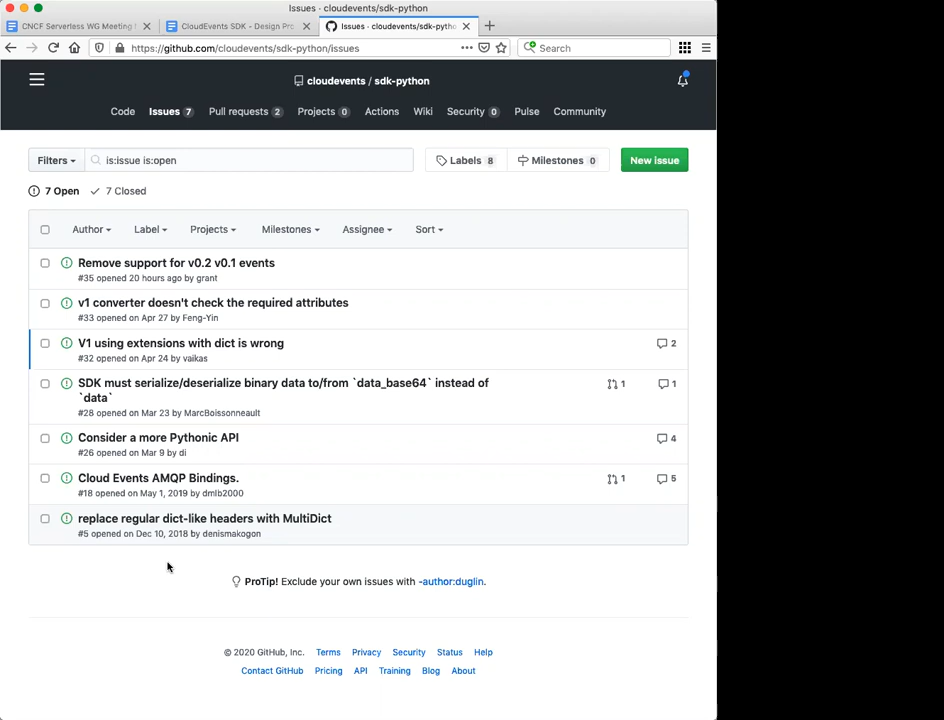 Issues · cloudevents/sdk-python
CNCF Serverless WG Meeting
CloudEvents SDK - Design Pro
Issues · cloudevents/sdk-pytho
https://github.com/cloudevents/sdk-python/issues
Search
cloudevents / sdk-python
Code Issues 7 Pull requests 2 Projects 0 Actions Wiki Security 0 Pulse Community
Filters is:issue is:open Labels 8 Milestones 0 New issue
7 Open 7 Closed
Author Label Projects Milestones Assignee Sort
Remove support for v0.2 v0.1 events
#35 opened 20 hours ago by grant
v1 converter doesn't check the required attributes
#33 opened on Apr 27 by Feng-Yin
V1 using extensions with dict is wrong 2
#32 opened on Apr 24 by vaikas
SDK must serialize/deserialize binary data to/from `data_base64` instead of 1 1
`data`
#28 opened on Mar 23 by MarcBoissonneault
Consider a more Pythonic API 4
#26 opened on Mar 9 by di
Cloud Events AMQP Bindings. 1 5
#18 opened on May 1, 2019 by dmlb2000
replace regular dict-like headers with MultiDict
#5 opened on Dec 10, 2018 by denismakogon
ProTip! Exclude your own issues with -author:duglin.
© 2020 GitHub, Inc. Terms Privacy Security Status Help
Contact GitHub Pricing API Training Blog About